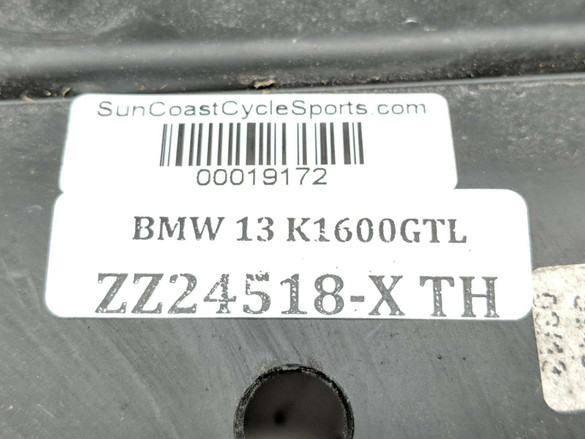 SunCoastCycleSports.com
00019172
BMW 13 K1600GTL
ZZ24518-X TH